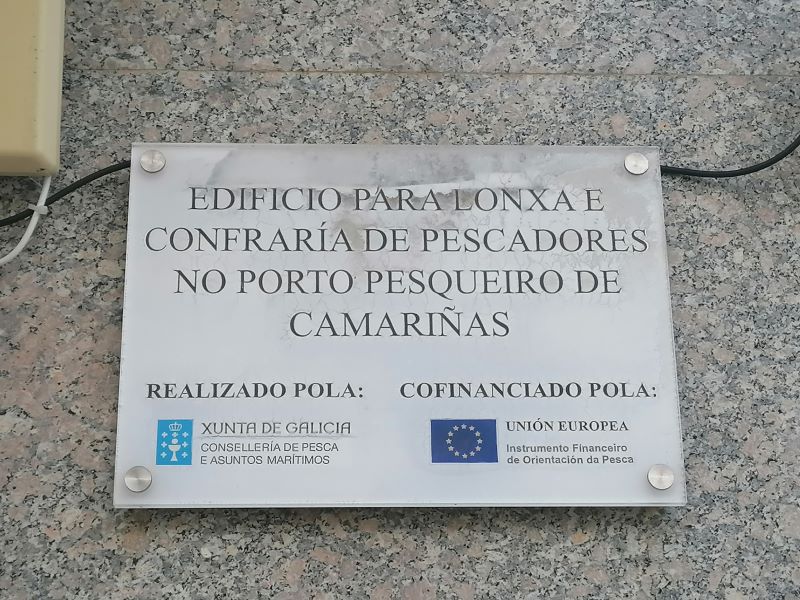 EDIFICIO PARA LONXA E
CONFRARÍA DE PESCADORES
NO PORTO PESQUEIRO DE
CAMARIÑAS
REALIZADO POLA:
XUNTA DE GALICIA
CONSELLERÍA DE PESCA
E ASUNTOS MARÍTIMOS
COFINANCIADO POLA:
UNIÓN EUROPEA
Instrumento Financeiro
de Orientación da Pesca